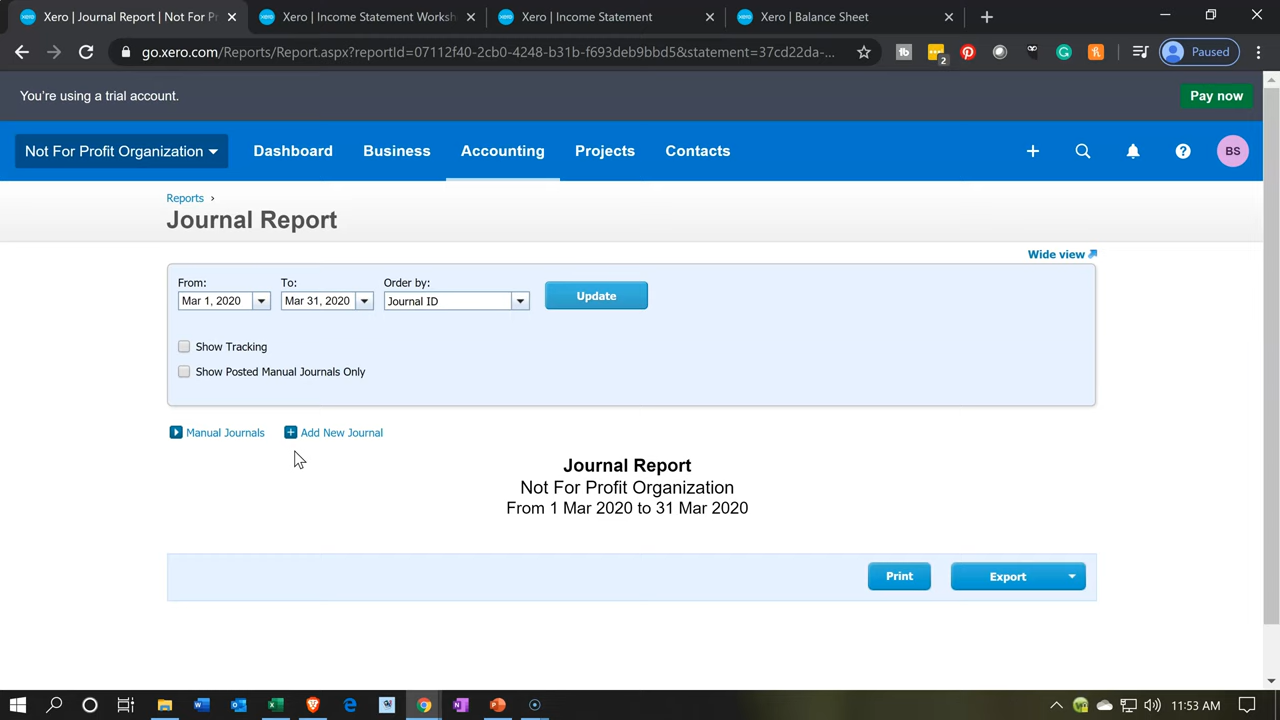 Xero | Journal Report | Not For Pr
Xero | Income Statement Worksh
Xero | Income Statement
Xero | Balance Sheet
go.xero.com/Reports/Report.aspx?reportId=07112f40-2cb0-4248-b31b-f693deb9bbd5&statement=37cd22da-...
2
Paused
You're using a trial account.
Pay now
Not For Profit Organization
Dashboard
Business
Accounting
Projects
Contacts
BS
Reports ›
Journal Report
Wide view
From:
To:
Order by:
Mar 1, 2020
Mar 31, 2020
Journal ID
Update
Show Tracking
Show Posted Manual Journals Only
Manual Journals
Add New Journal
Journal Report
Not For Profit Organization
From 1 Mar 2020 to 31 Mar 2020
Print
Export
11:53 AM